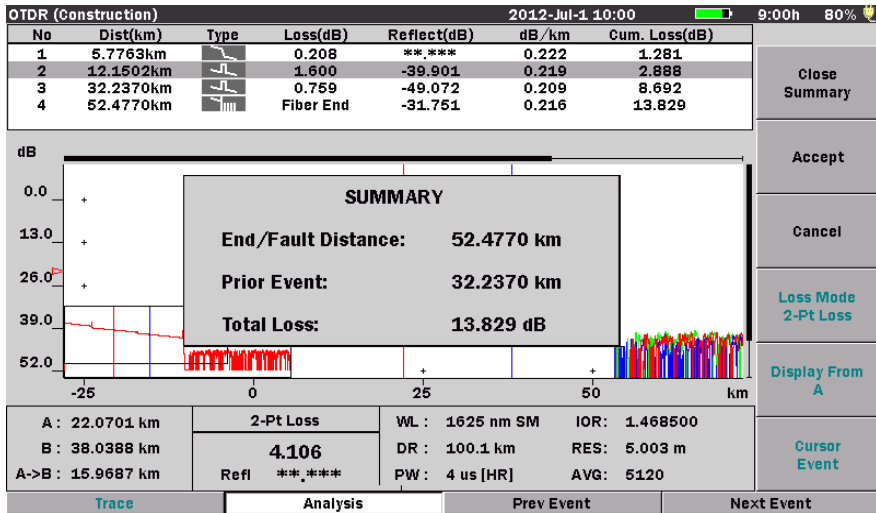 OTDR (Construction) 2012-Jul-1 10:00 9:00h 80%
No Dist(km) Type Loss(dB) Reflect(dB) dB/km Cum. Loss(dB)
1 5.7763km 0.208 **.*** 0.222 1.281
2 12.1502km 1.600 -39.901 0.219 2.888
3 32.2370km 0.759 -49.072 0.209 8.692
4 52.4770km Fiber End -31.751 0.216 13.829
Close Summary
Accept
Cancel
Loss Mode
2-Pt Loss
Display From
A
Cursor
Event
dB
0.0
13.0
26.0
39.0
52.0
SUMMARY
End/Fault Distance: 52.4770 km
Prior Event: 32.2370 km
Total Loss: 13.829 dB
-25 0 25 50 km
A: 22.0701 km
B: 38.0388 km
A->B: 15.9687 km
2-Pt Loss
4.106
Refl **.***
WL: 1625 nm SM IOR: 1.468500
DR: 100.1 km RES: 5.003 m
PW: 4 us [HR] AVG: 5120
Trace Analysis Prev Event Next Event